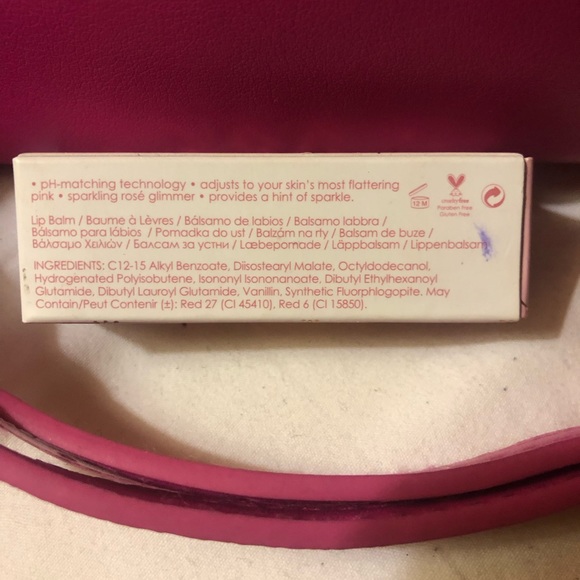 • pH-matching technology • adjusts to your skin's most flattering
pink • sparkling rosé glimmer • provides a hint of sparkle.
Lip Balm / Baume à Lèvres / Bálsamo de labios / Balsamo labbra /
Bálsamo para lábios / Pomadka do ust / Balzám na rty / Balsam de buze /
Βάλσαμο Χειλιών / Балсам за устни / Læbepomade / Läppbalsam / Lippenbalsam
INGREDIENTS: C12-15 Alkyl Benzoate, Diisostearyl Malate, Octyldodecanol,
Hydrogenated Polyisobutene, Isononyl Isononanoate, Dibutyl Ethylhexanoyl
Glutamide, Dibutyl Lauroyl Glutamide, Vanillin, Synthetic Fluorphlogopite. May
Contain/Peut Contenir (±): Red 27 (CI 45410), Red 6 (CI 15850).
12 M
cruelty-free
Paraben Free
Gluten Free